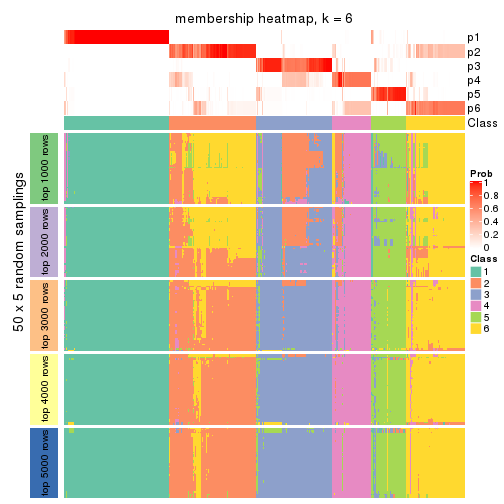 membership heatmap, k = 6
p1
p2
p3
p4
p5
p6
Class
50 x 5 random samplings
top 1000 rows
top 2000 rows
top 3000 rows
top 4000 rows
top 5000 rows
Prob
1
0.8
0.6
0.4
0.2
0
Class
1
2
3
4
5
6